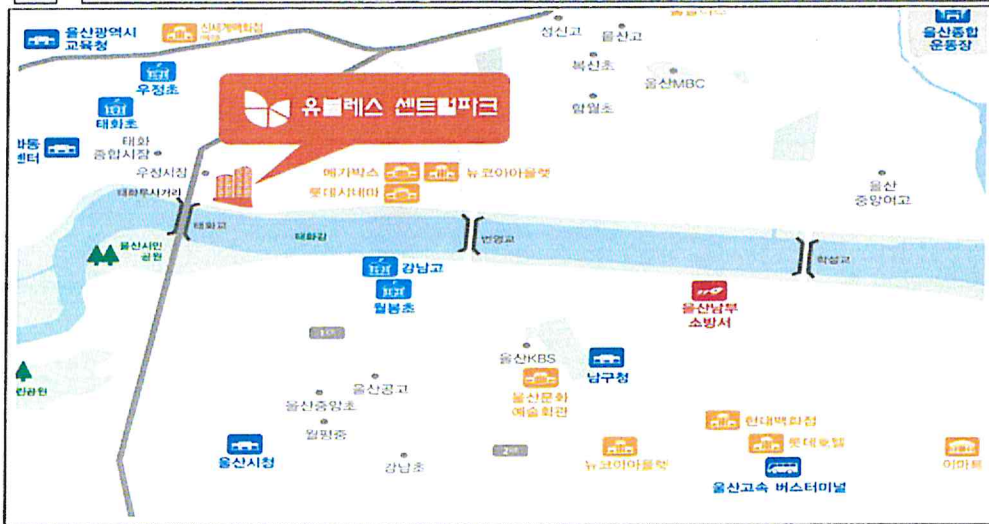 울산광역시
교육청
신세계백화점
성신고
울산고
울산종합
운동장
우정초
복산초
울산MBC
함월초
태화초
유블레스 센트럴파크
태화
종합시장
센터
우정시장
메가박스
뉴코아아울렛
롯데시네마
울산
중앙여고
태화루사거리
태화교
태화강
번영교
학성교
울산시민
공원
강남고
월봉초
울산남부
소방서
울산KBS
남구청
울산공고
울산중앙초
울산문화
예술회관
월평중
현대백화점
롯데호텔
울산시청
강남초
뉴코아아울렛
이마트
울산고속 버스터미널